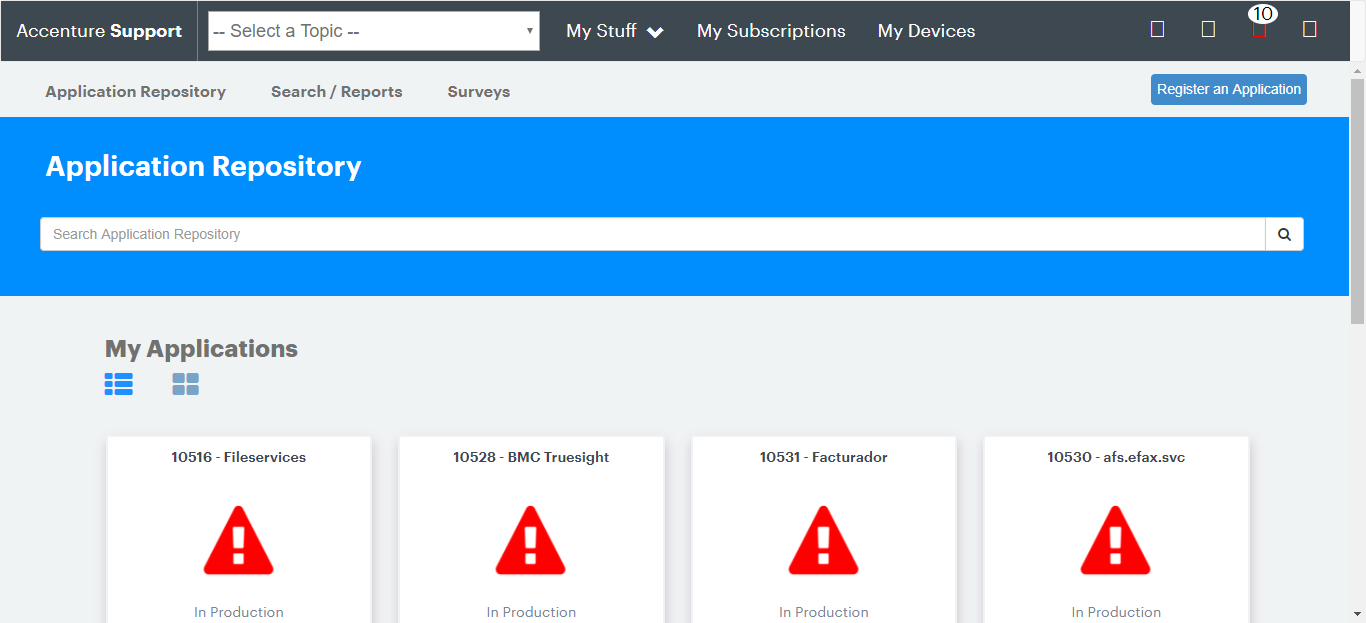 Accenture Support
-- Select a Topic --
My Stuff
My Subscriptions
My Devices
10
Application Repository
Search / Reports
Surveys
Register an Application
Application Repository
Search Application Repository
My Applications
10516 - Fileservices
10528 - BMC Truesight
10531 - Facturador
10530 - afs.efax.svc
In Production
In Production
In Production
In Production